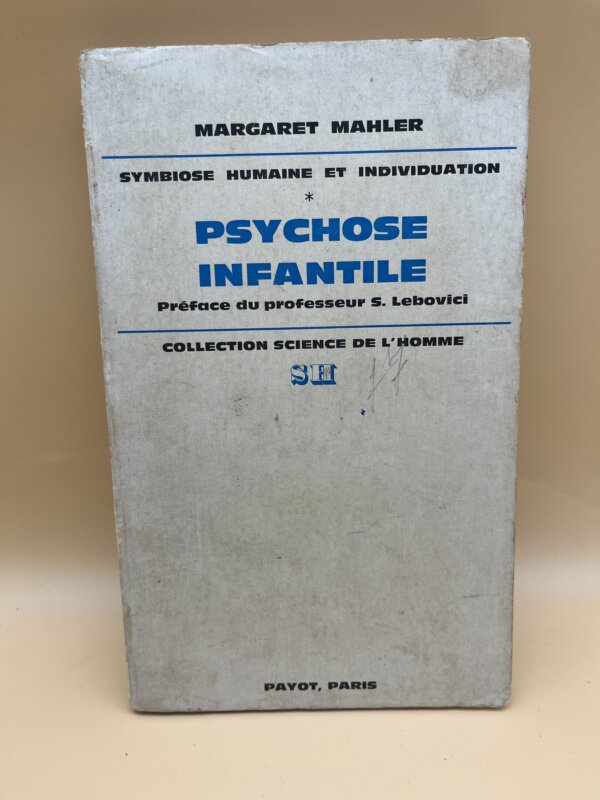 MARGARET MAHLER
SYMBIOSE HUMAINE ET INDIVIDUATION
*
PSYCHOSE
INFANTILE
Préface du professeur S. Lebovici
COLLECTION SCIENCE DE L'HOMME
SH
PAYOT, PARIS